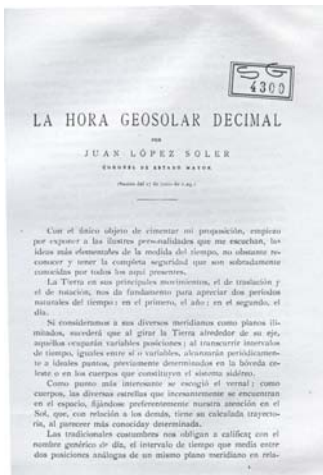 SG
4300
LA HORA GEOSOLAR DECIMAL
POR
JUAN LÓPEZ SOLER
CORONEL DE ESTADO MAYOR
(Sesión del 17 de junio de
Con el único objeto de cimentar mi proposición, empiezo
por exponer a las ilustres personalidades que me escuchan, las
ideas más elementales de la medida del tiempo, no obstante re-
conocer y tener la completa seguridad que son sobradamente
conocidas por todos los aquí presentes.
La Tierra en sus principales movimientos, el de traslación y
el de rotación, nos da fundamento para apreciar dos períodos
naturales del tiempo: en el primero, el año: en el segundo, el
día.
Si consideramos a sus diversos meridianos como planos ili-
mitados, sucederá que al girar la Tierra alrededor de su eje,
aquéllos ocuparán variables posiciones; al transcurrir intervalos
de tiempo, iguales entre sí o variables, alcanzarán periódicamen-
te a ideales puntos, previamente determinados en la bóveda ce-
leste o en los cuerpos que constituyen el sistema sidéreo.
Como punto más interesante se escogió el vernal; como
cuerpos, las diversas estrellas que incesantemente se encuentran
en el espacio, fijándose preferentemente nuestra atención en el
Sol, que, con relación a los demás, tiene su calculada trayecto-
ria, al parecer más conocida y determinada.
Las tradicionales costumbres nos obligan a calificar con el
nombre genérico de día, el intervalo de tiempo que media entre
dos posiciones análogas de un mismo plano meridiano en rela-